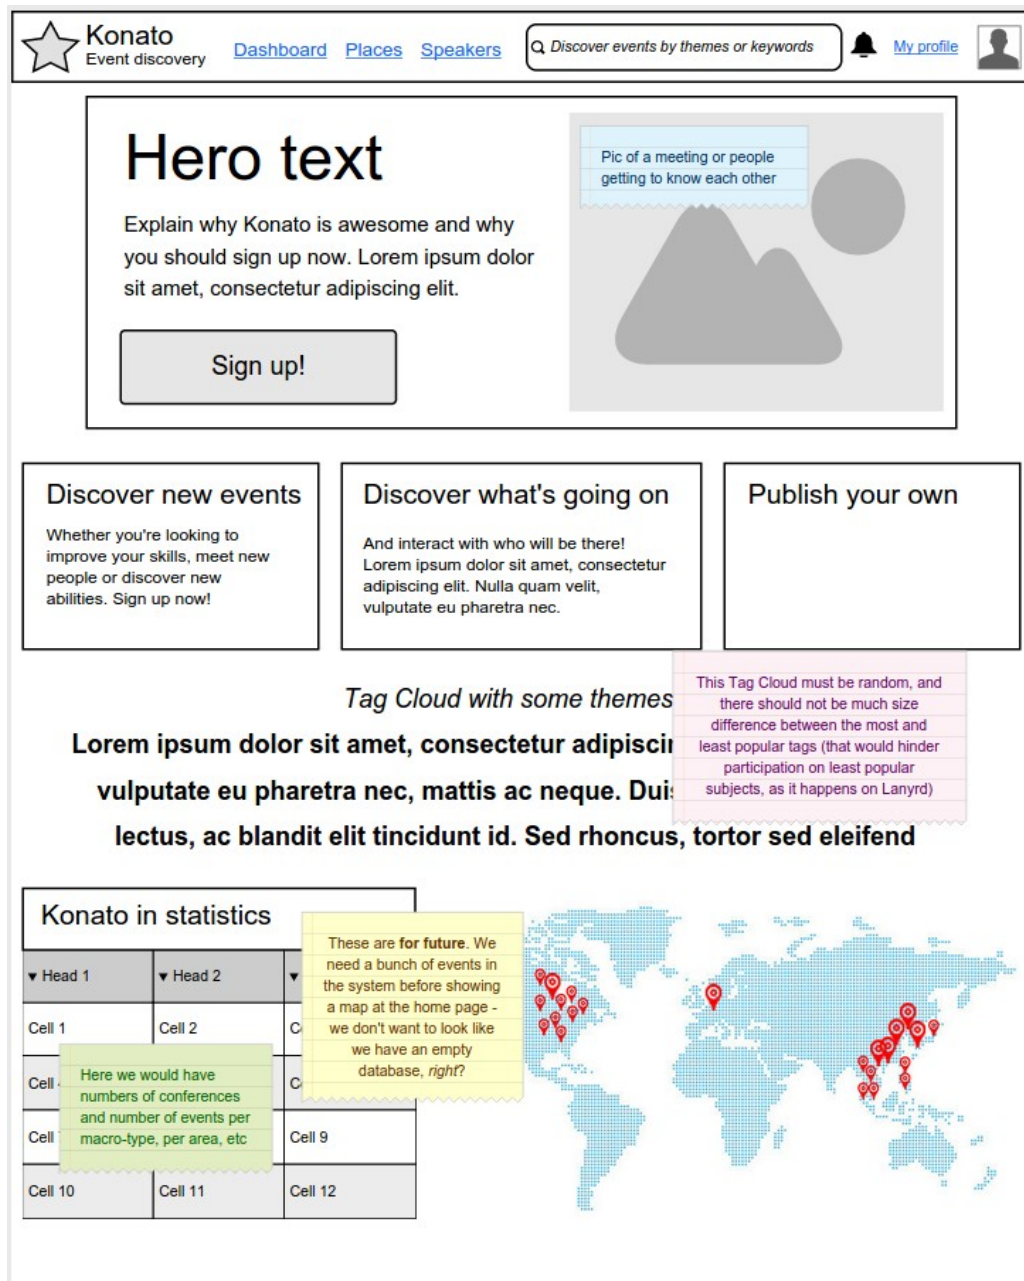 Konato
Event discovery
Dashboard Places Speakers
Discover events by themes or keywords
My profile
Hero text
Explain why Konato is awesome and why
you should sign up now. Lorem ipsum dolor
sit amet, consectetur adipiscing elit.
Sign up!
Pic of a meeting or people
getting to know each other
Discover new events
Whether you're looking to
improve your skills, meet new
people or discover new
abilities. Sign up now!
Discover what's going on
And interact with who will be there!
Lorem ipsum dolor sit amet, consectetur
adipiscing elit. Nulla quam velit,
vulputate eu pharetra nec.
Publish your own
Tag Cloud with some themes
Lorem ipsum dolor sit amet, consectetur
vulputate eu pharetra nec, mattis ac neque.
lectus, ac blandit elit tincidunt id. Sed rhoncus, tortor sed eleifend
This Tag Cloud must be random, and
there should not be much size
difference between the most and
least popular tags (that would hinder
participation on least popular
subjects, as it happens on Lanyrd)
Konato in statistics
▾ Head 1 ▾ Head 2 ▾
Cell 1 Cell 2
Cell
Cell Cell 9
Cell 10 Cell 11 Cell 12
Here we would have
numbers of conferences
and number of events per
macro-type, per area, etc
These are for future. We
need a bunch of events in
the system before showing
a map at the home page -
we don't want to look like
we have an empty
database, right?